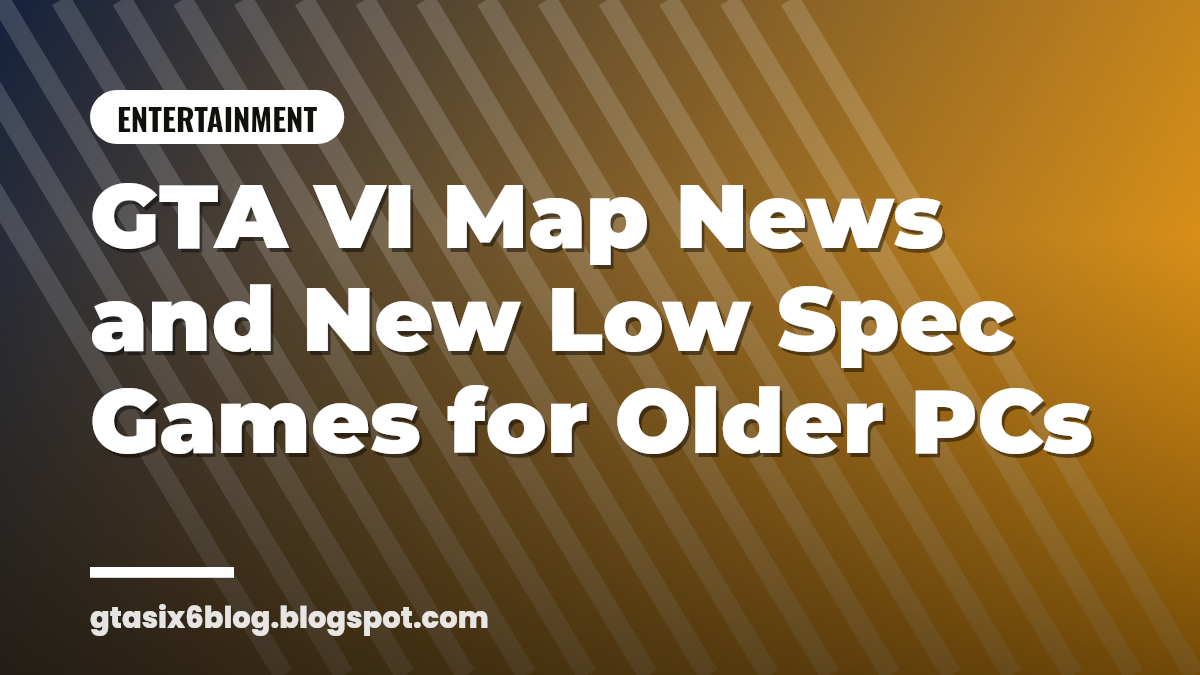 ENTERTAINMENT
GTA VI Map News
and New Low Spec
Games for Older PCs
gtasix6blog.blogspot.com